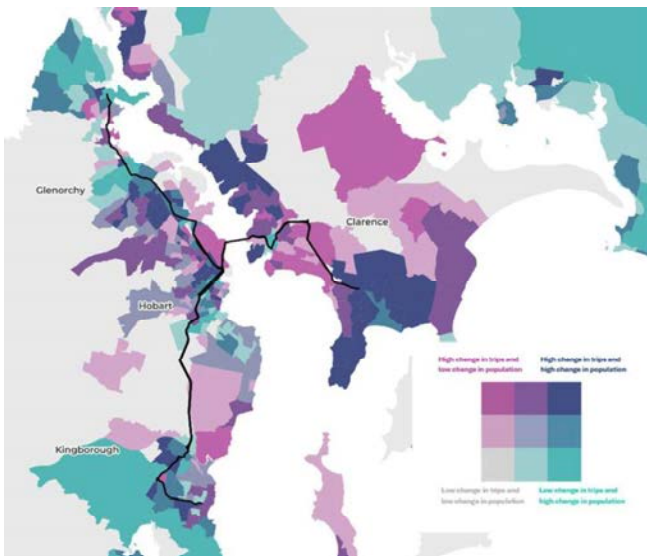 Glenorchy
Clarence
Hobart
Kingborough
High change in trips and
low change in population
High change in trips and
high change in population
Low change in trips and
low change in population
Low change in trips and
high change in population